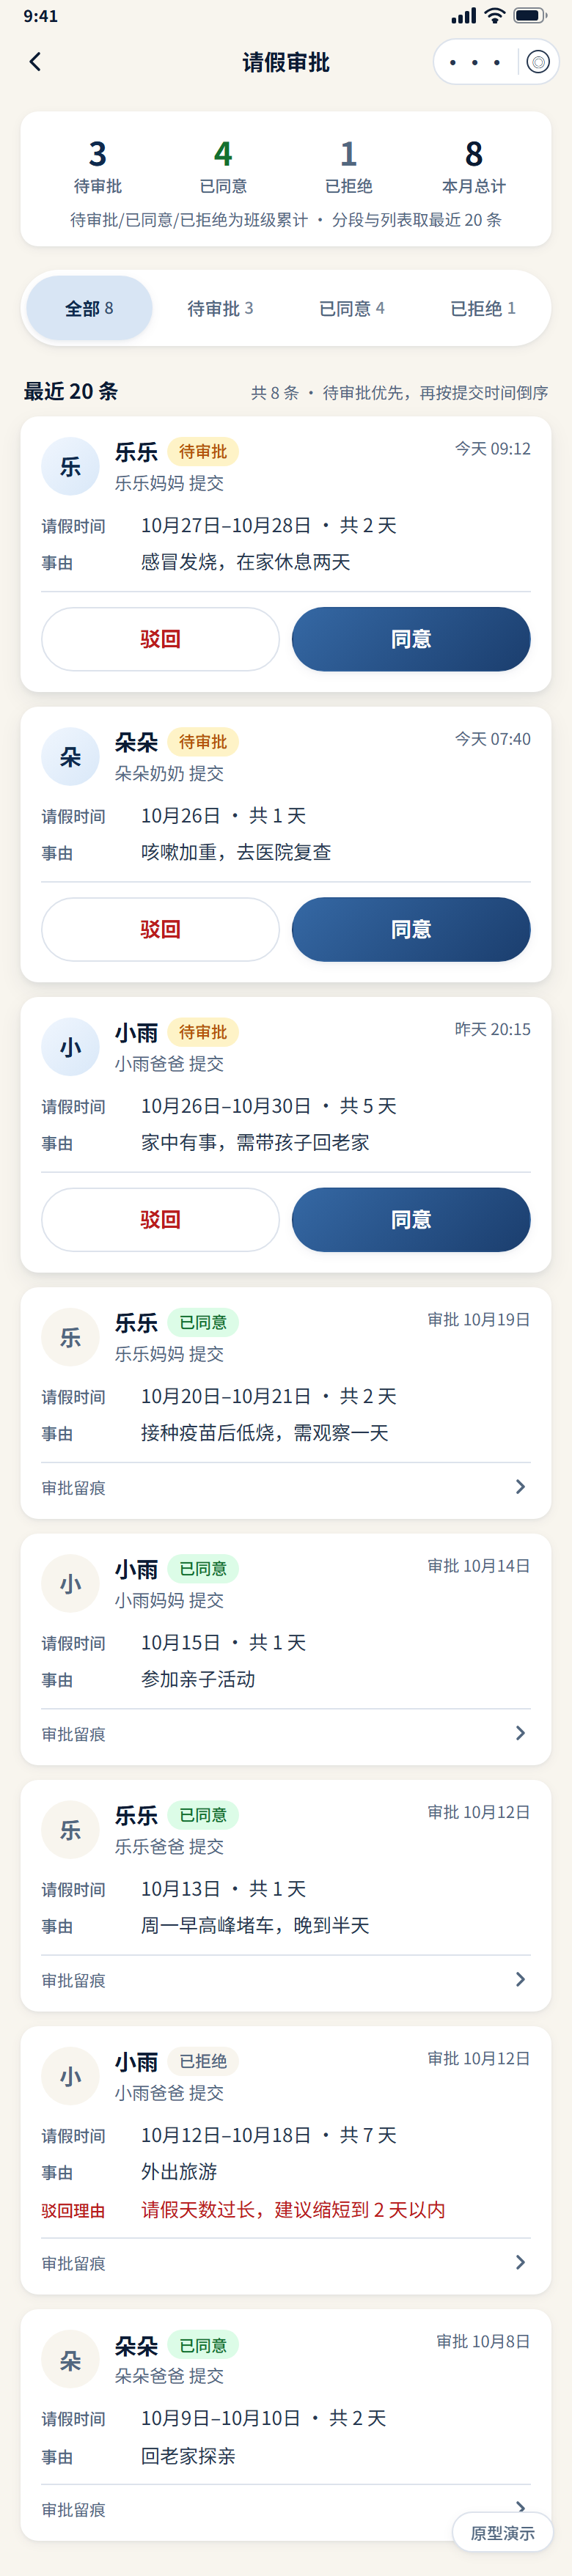 9:41
请假审批
3 4 1 8
待审批 已同意 已拒绝 本月总计
待审批/已同意/已拒绝为班级累计 · 分段与列表取最近 20 条
全部 8 待审批 3 已同意 4 已拒绝 1
最近 20 条 共 8 条 · 待审批优先，再按提交时间倒序
乐 乐乐 待审批 今天 09:12
乐乐妈妈 提交
请假时间 10月27日–10月28日 · 共 2 天
事由 感冒发烧，在家休息两天
驳回 同意
朵 朵朵 待审批 今天 07:40
朵朵奶奶 提交
请假时间 10月26日 · 共 1 天
事由 咳嗽加重，去医院复查
驳回 同意
小 小雨 待审批 昨天 20:15
小雨爸爸 提交
请假时间 10月26日–10月30日 · 共 5 天
事由 家中有事，需带孩子回老家
驳回 同意
乐 乐乐 已同意 审批 10月19日
乐乐妈妈 提交
请假时间 10月20日–10月21日 · 共 2 天
事由 接种疫苗后低烧，需观察一天
审批留痕
小 小雨 已同意 审批 10月14日
小雨妈妈 提交
请假时间 10月15日 · 共 1 天
事由 参加亲子活动
审批留痕
乐 乐乐 已同意 审批 10月12日
乐乐爸爸 提交
请假时间 10月13日 · 共 1 天
事由 周一早高峰堵车，晚到半天
审批留痕
小 小雨 已拒绝 审批 10月12日
小雨爸爸 提交
请假时间 10月12日–10月18日 · 共 7 天
事由 外出旅游
驳回理由 请假天数过长，建议缩短到 2 天以内
审批留痕
朵 朵朵 已同意 审批 10月8日
朵朵爸爸 提交
请假时间 10月9日–10月10日 · 共 2 天
事由 回老家探亲
审批留痕
原型演示